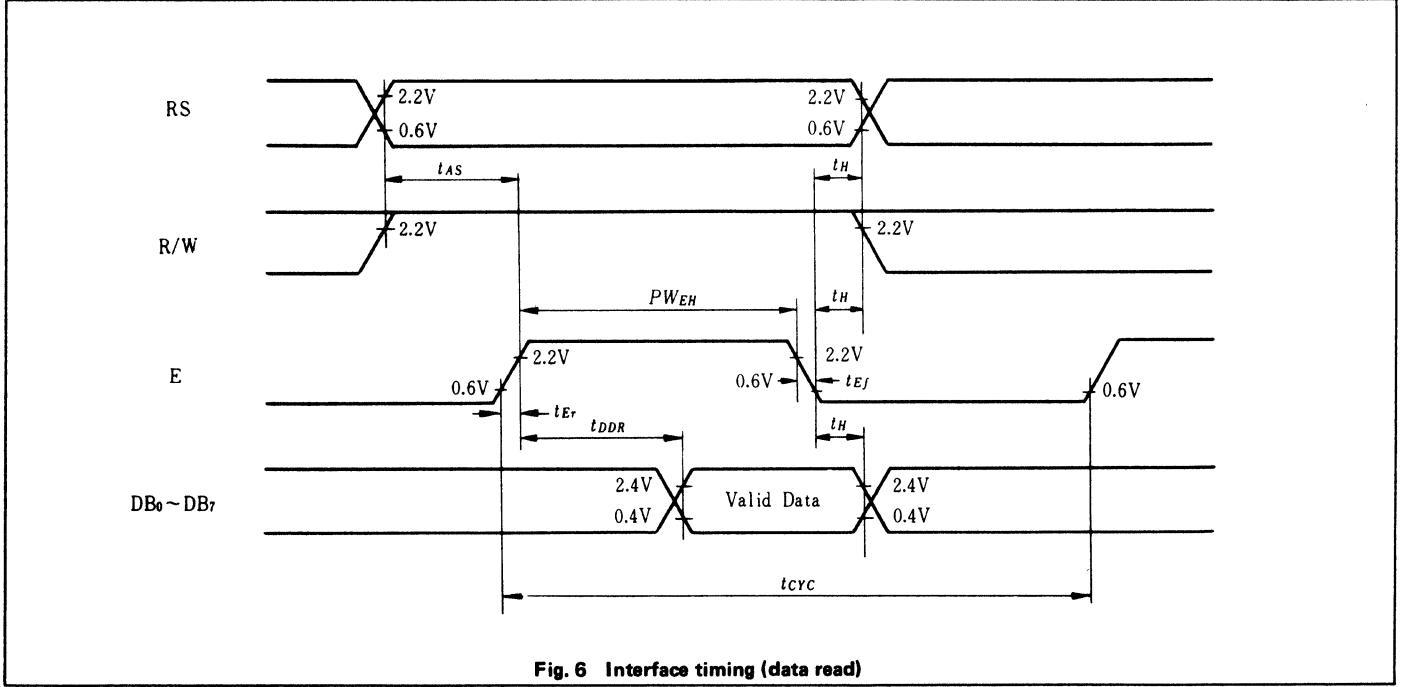 RS
2.2V
2.2V
0.6V
0.6V
tAS
tH
R/W
2.2V
2.2V
PWEH
tH
E
2.2V
2.2V
0.6V
0.6V
tEf
0.6V
tEr
tDDR
tH
DB0~DB7
2.4V
Valid Data
2.4V
0.4V
0.4V
tCYC
Fig. 6 Interface timing (data read)